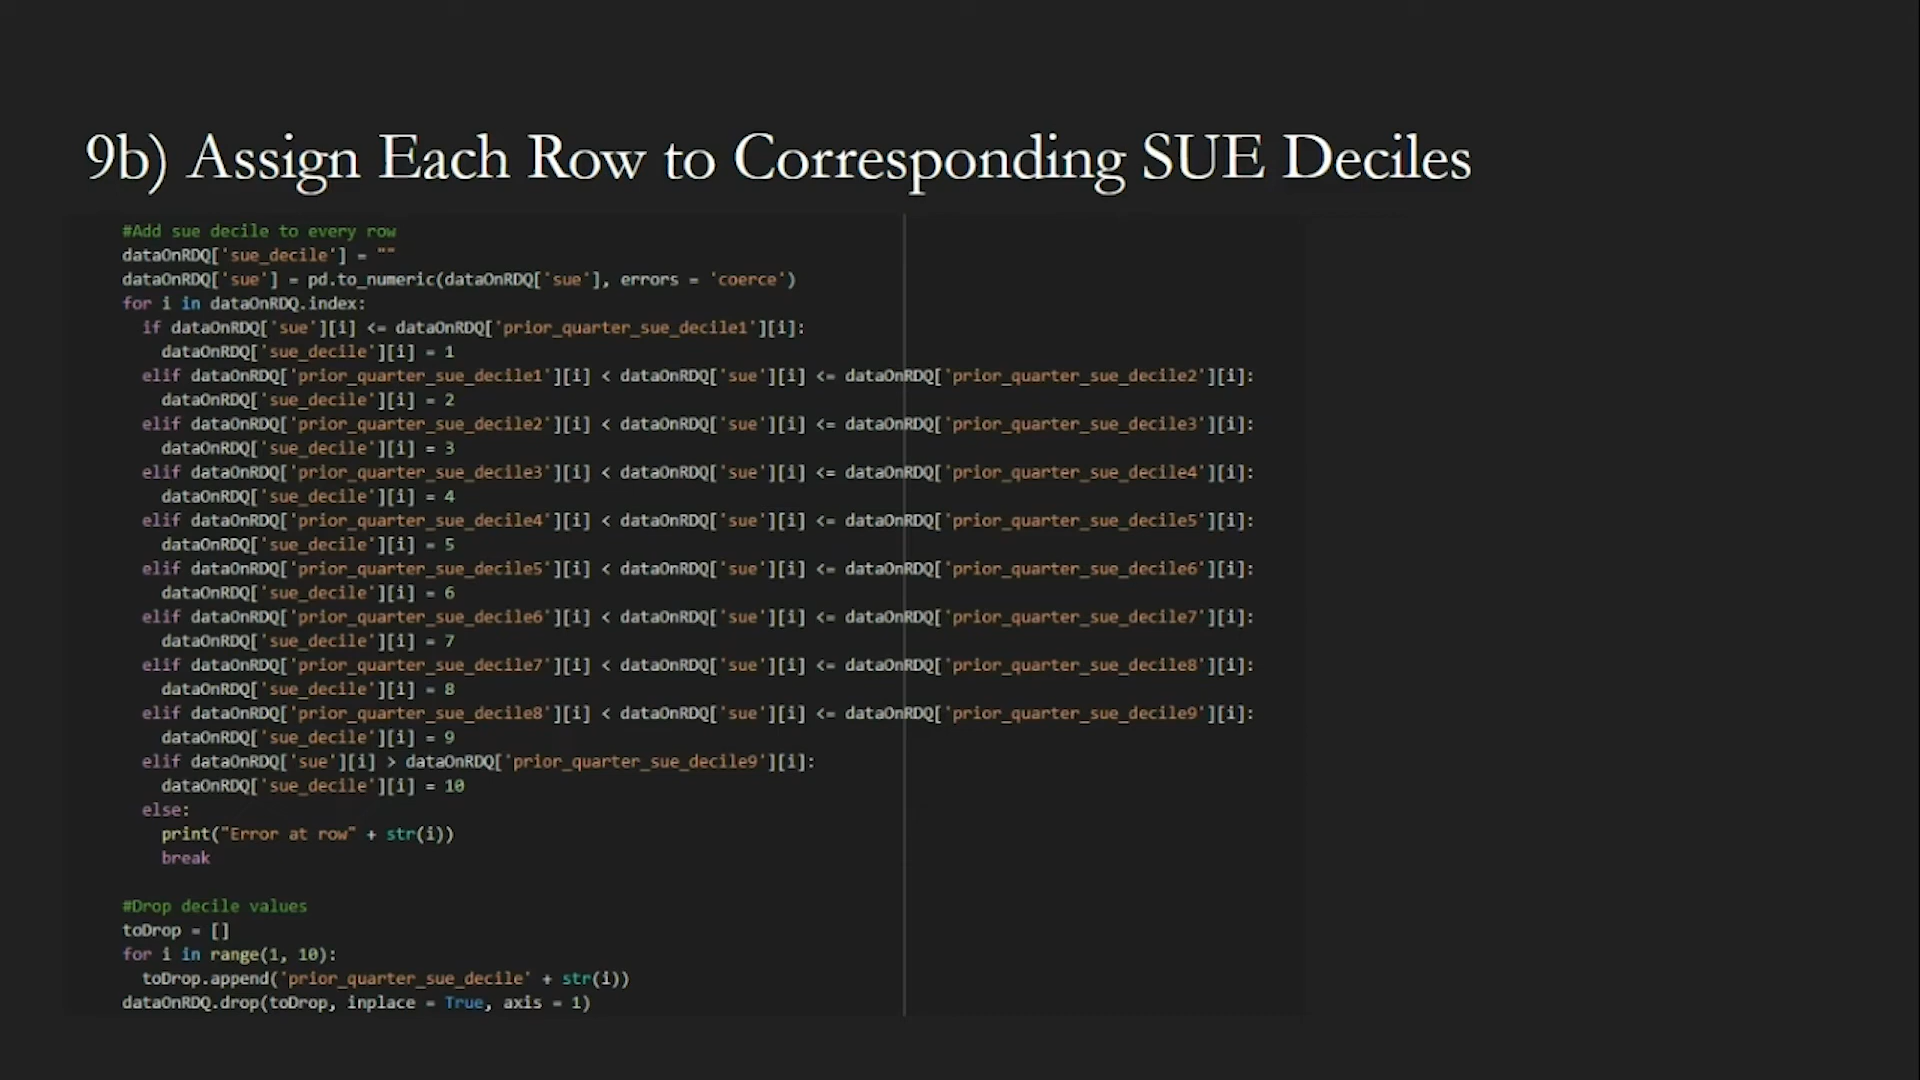 9b) Assign Each Row to Corresponding SUE Deciles
#Add sue decile to every row
dataOnRDQ['sue_decile'] = ""
dataOnRDQ['sue'] = pd.to_numeric(dataOnRDQ['sue'], errors = 'coerce')
for i in dataOnRDQ.index:
  if dataOnRDQ['sue'][i] <= dataOnRDQ['prior_quarter_sue_decile1'][i]:
    dataOnRDQ['sue_decile'][i] = 1
  elif dataOnRDQ['prior_quarter_sue_decile1'][i] < dataOnRDQ['sue'][i] <= dataOnRDQ['prior_quarter_sue_decile2'][i]:
    dataOnRDQ['sue_decile'][i] = 2
  elif dataOnRDQ['prior_quarter_sue_decile2'][i] < dataOnRDQ['sue'][i] <= dataOnRDQ['prior_quarter_sue_decile3'][i]:
    dataOnRDQ['sue_decile'][i] = 3
  elif dataOnRDQ['prior_quarter_sue_decile3'][i] < dataOnRDQ['sue'][i] <= dataOnRDQ['prior_quarter_sue_decile4'][i]:
    dataOnRDQ['sue_decile'][i] = 4
  elif dataOnRDQ['prior_quarter_sue_decile4'][i] < dataOnRDQ['sue'][i] <= dataOnRDQ['prior_quarter_sue_decile5'][i]:
    dataOnRDQ['sue_decile'][i] = 5
  elif dataOnRDQ['prior_quarter_sue_decile5'][i] < dataOnRDQ['sue'][i] <= dataOnRDQ['prior_quarter_sue_decile6'][i]:
    dataOnRDQ['sue_decile'][i] = 6
  elif dataOnRDQ['prior_quarter_sue_decile6'][i] < dataOnRDQ['sue'][i] <= dataOnRDQ['prior_quarter_sue_decile7'][i]:
    dataOnRDQ['sue_decile'][i] = 7
  elif dataOnRDQ['prior_quarter_sue_decile7'][i] < dataOnRDQ['sue'][i] <= dataOnRDQ['prior_quarter_sue_decile8'][i]:
    dataOnRDQ['sue_decile'][i] = 8
  elif dataOnRDQ['prior_quarter_sue_decile8'][i] < dataOnRDQ['sue'][i] <= dataOnRDQ['prior_quarter_sue_decile9'][i]:
    dataOnRDQ['sue_decile'][i] = 9
  elif dataOnRDQ['sue'][i] > dataOnRDQ['prior_quarter_sue_decile9'][i]:
    dataOnRDQ['sue_decile'][i] = 10
  else:
    print("Error at row" + str(i))
    break
#Drop decile values
toDrop = []
for i in range(1, 10):
  toDrop.append('prior_quarter_sue_decile' + str(i))
dataOnRDQ.drop(toDrop, inplace = True, axis = 1)